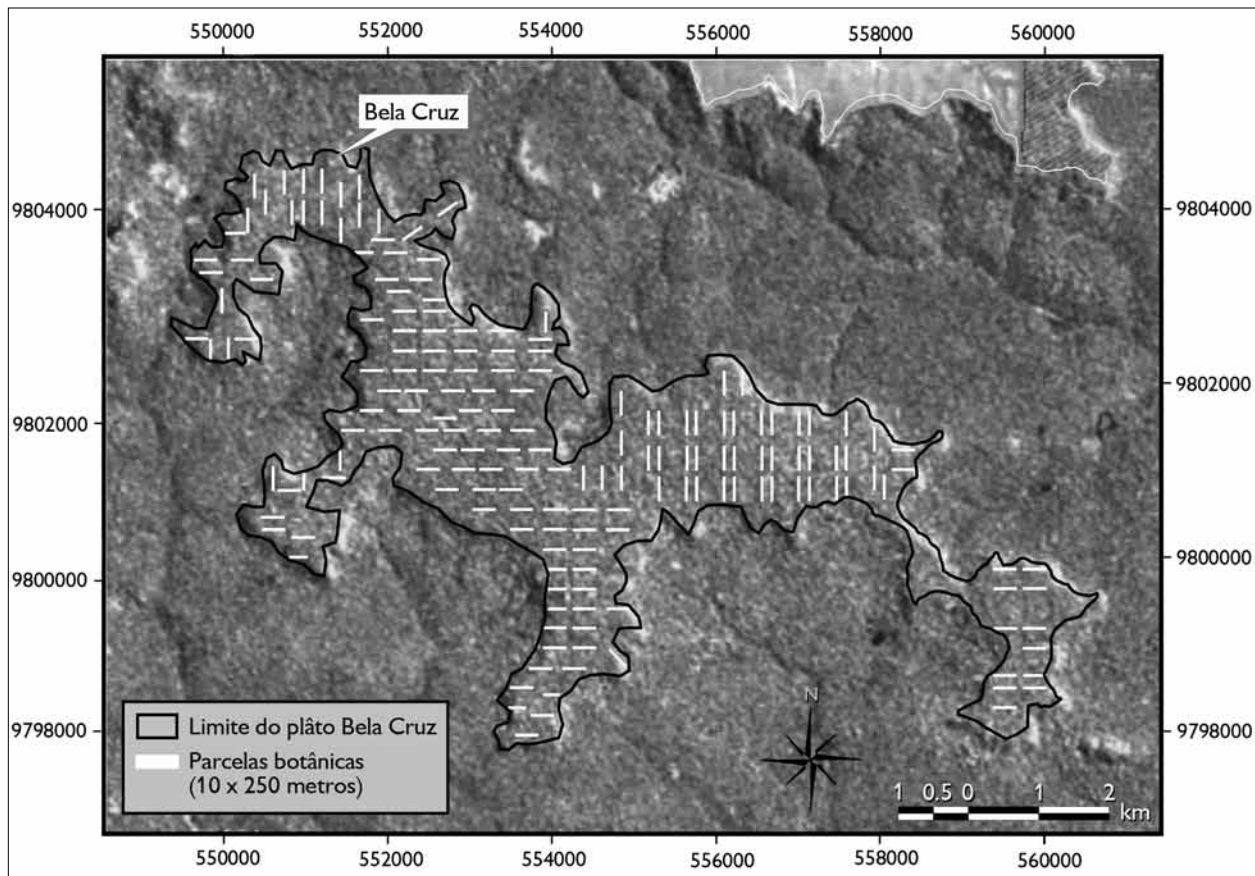 550000 552000 554000 556000 558000 560000
Bela Cruz
9804000 9804000
9802000
9802000
9800000
9800000
9798000 9798000
N
Limite do plâto Bela Cruz
Parcelas botânicas
(10 x 250 metros)
1 0.5 0 1 2
km
550000 552000 554000 556000 558000 560000